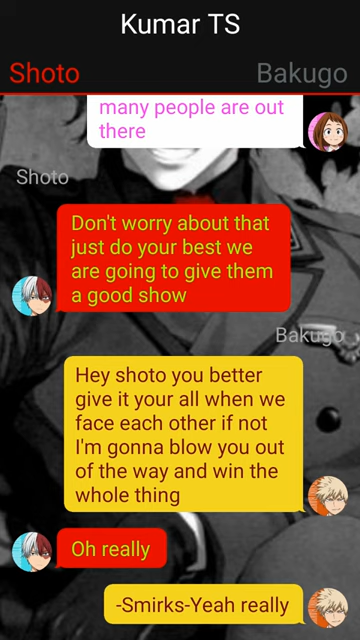 Kumar TS
Shoto
Bakugo
many people are out
there
Shoto
Don't worry about that
just do your best we
are going to give them
a good show
Bakugo
Hey shoto you better
give it your all when we
face each other if not
I'm gonna blow you out
of the way and win the
whole thing
Oh really
-Smirks-Yeah really